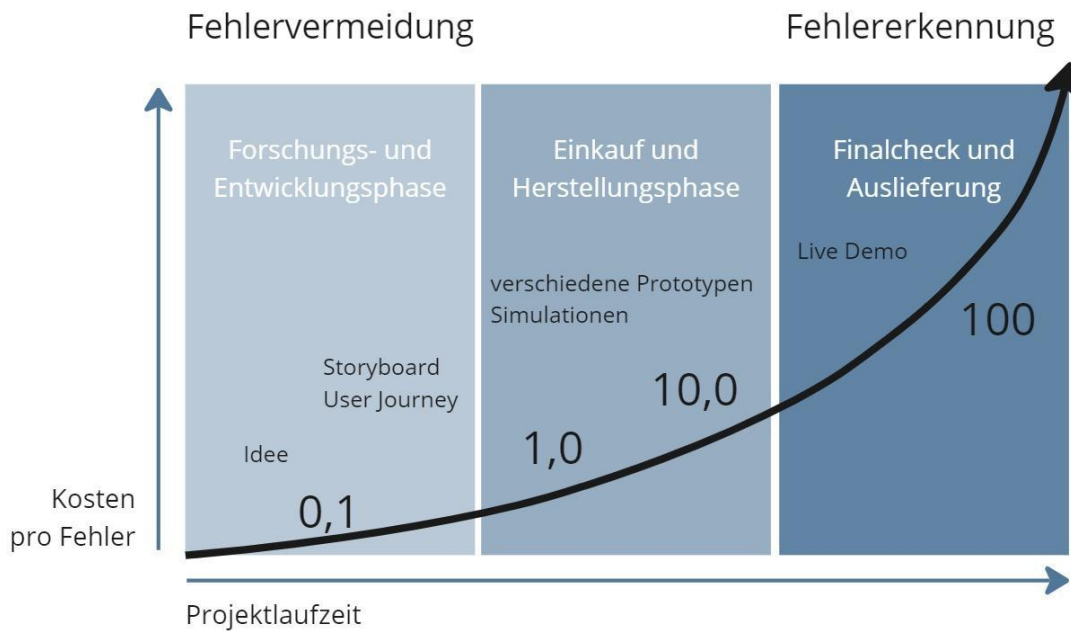 Fehlervermeidung
Fehlererkennung
Forschungs- und
Entwicklungsphase
Einkauf und
Herstellungsphase
Finalcheck und
Auslieferung
Live Demo
verschiedene Prototypen
Simulationen
100
Storyboard
User Journey
10,0
Idee
1,0
0,1
Kosten
pro Fehler
Projektlaufzeit